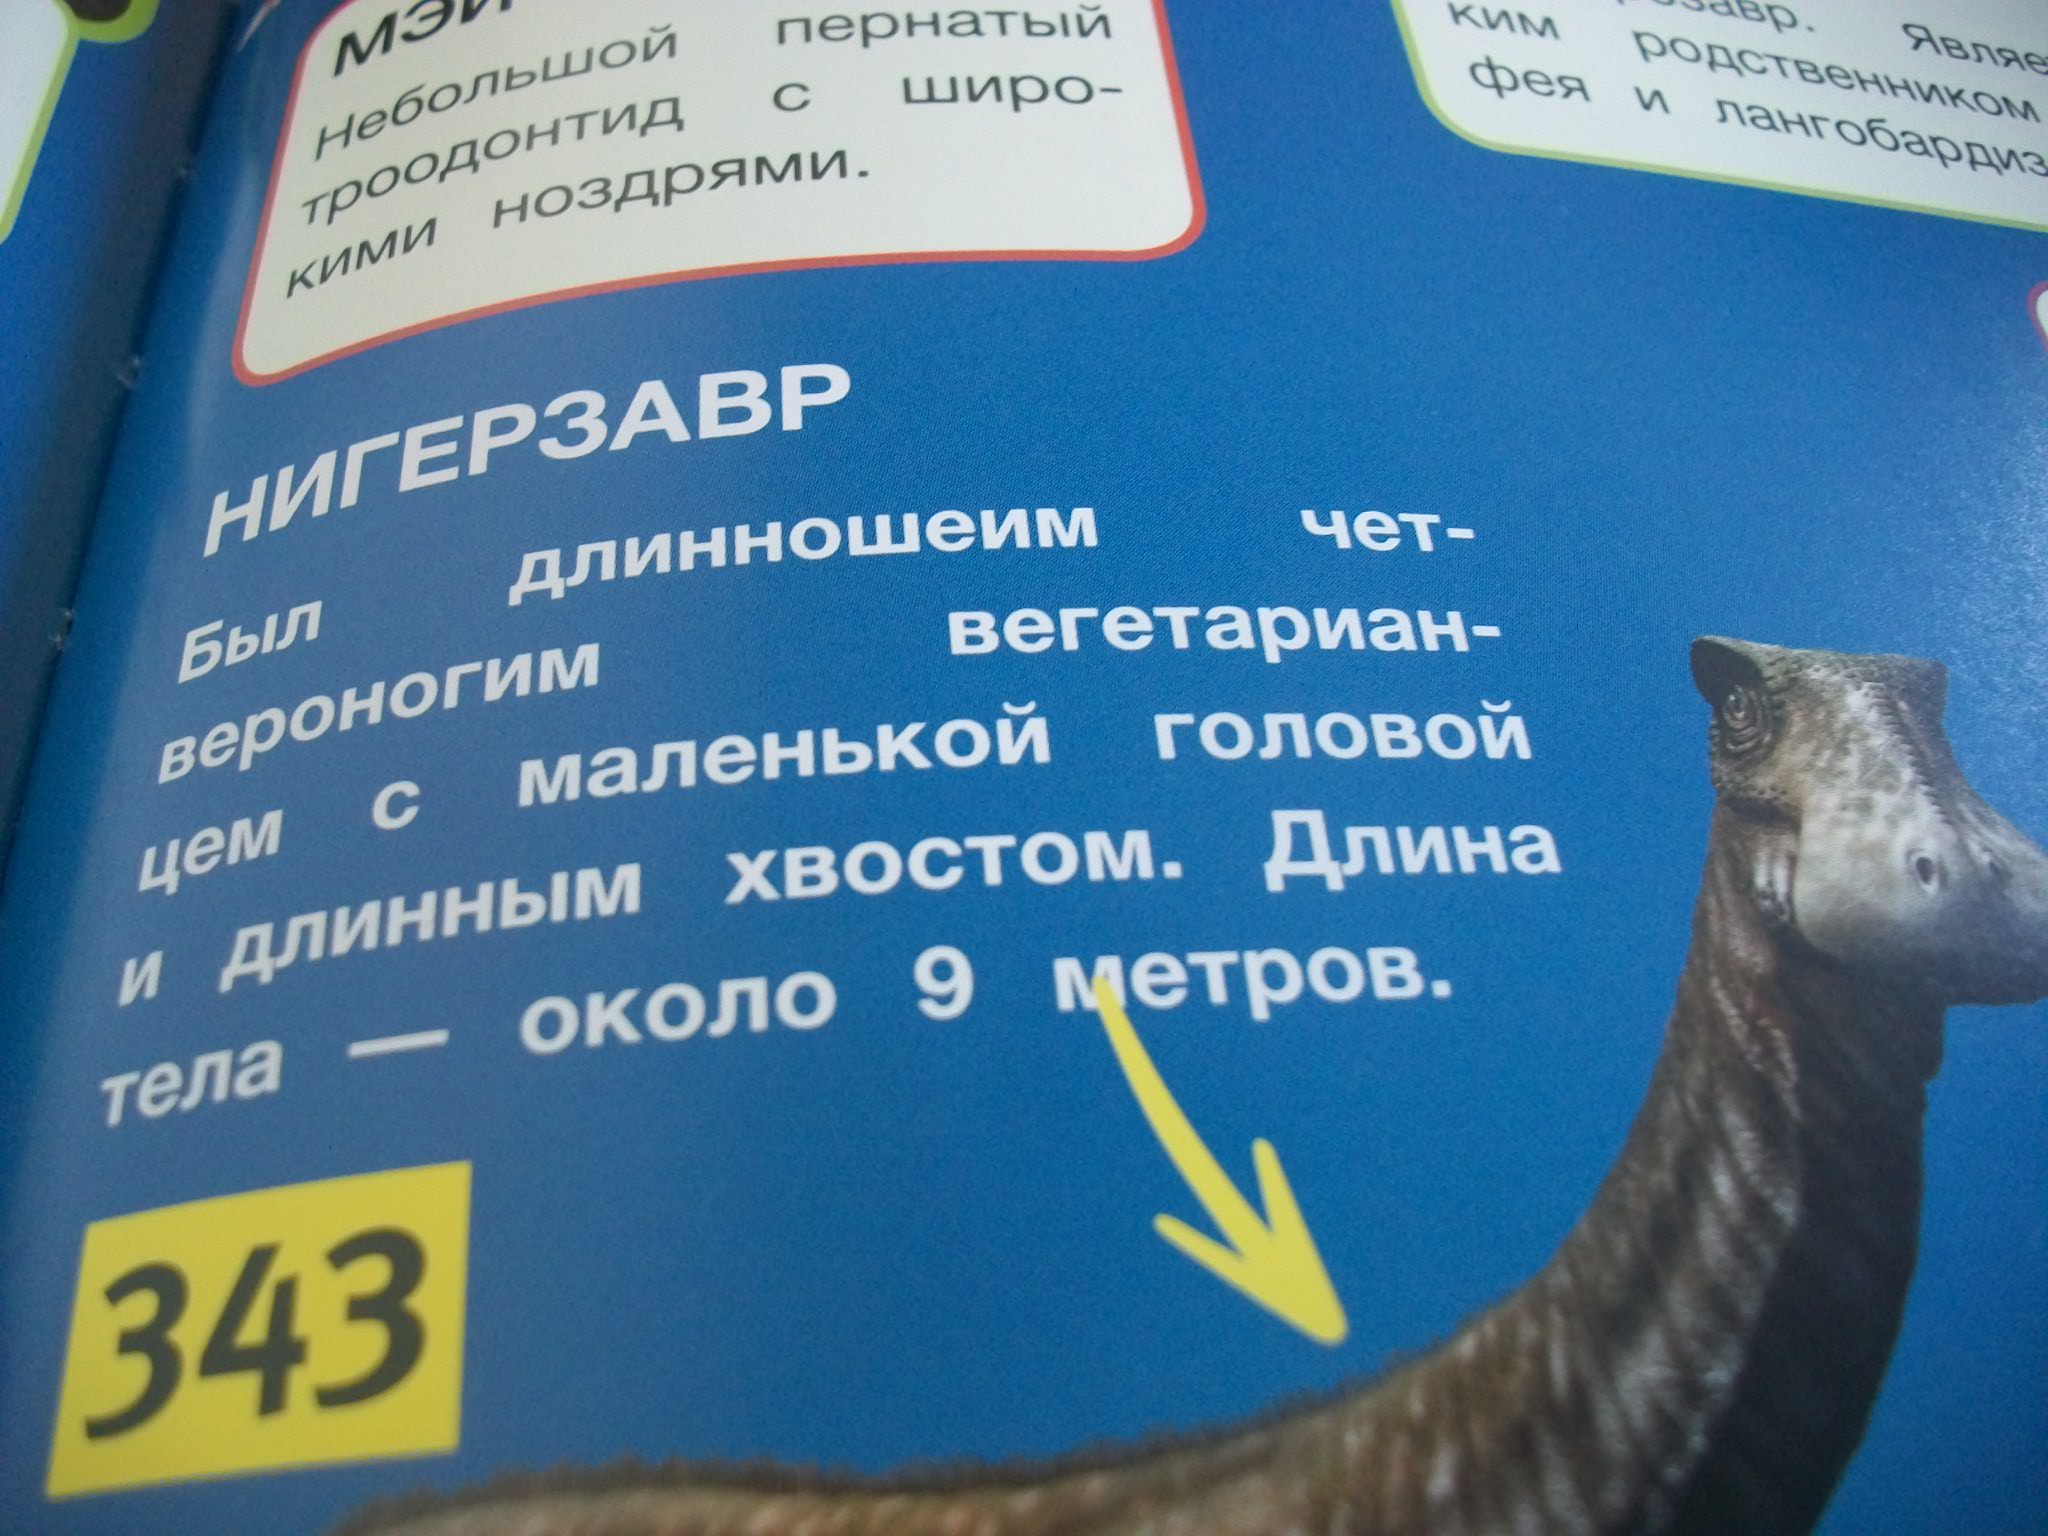 Небольшой пернатый
троодонтид с широ-
кими ноздрями.
Являе
ким родственником
фея и лангобардиз
НИГЕРЗАВР
Был длинношеим чет-
вероногим вегетариан-
цем с маленькой головой
и длинным хвостом. Длина
тела — около 9 метров.
343